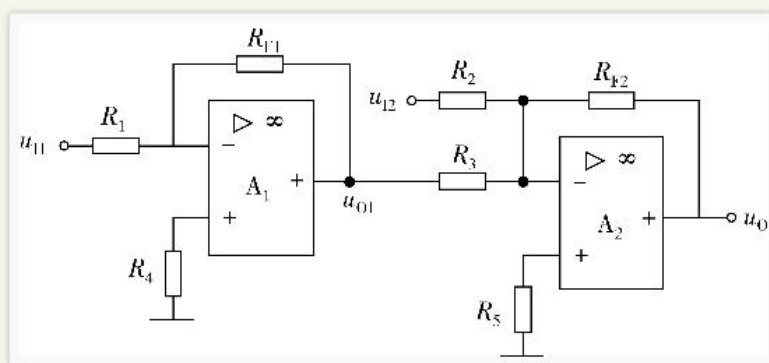 R_F1
R_2
R_F2
u_I2
R_1
▷ ∞
u_I1
−
R_3
▷ ∞
A_1
+
−
u_O1
+
A_2
+
u_O
R_4
+
R_5